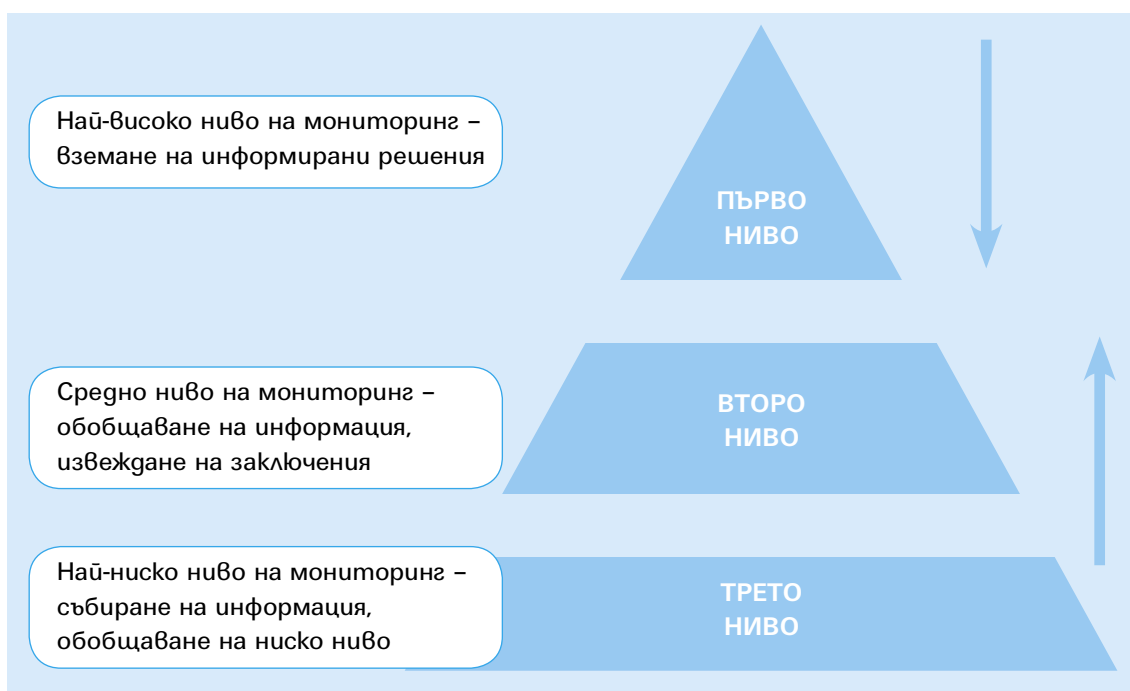 Най-високо ниво на мониторинг –
вземане на информирани решения
ПЪРВО
НИВО
Средно ниво на мониторинг –
обобщаване на информация,
извеждане на заключения
ВТОРО
НИВО
Най-ниско ниво на мониторинг –
събиране на информация,
обобщаване на ниско ниво
ТРЕТО
НИВО